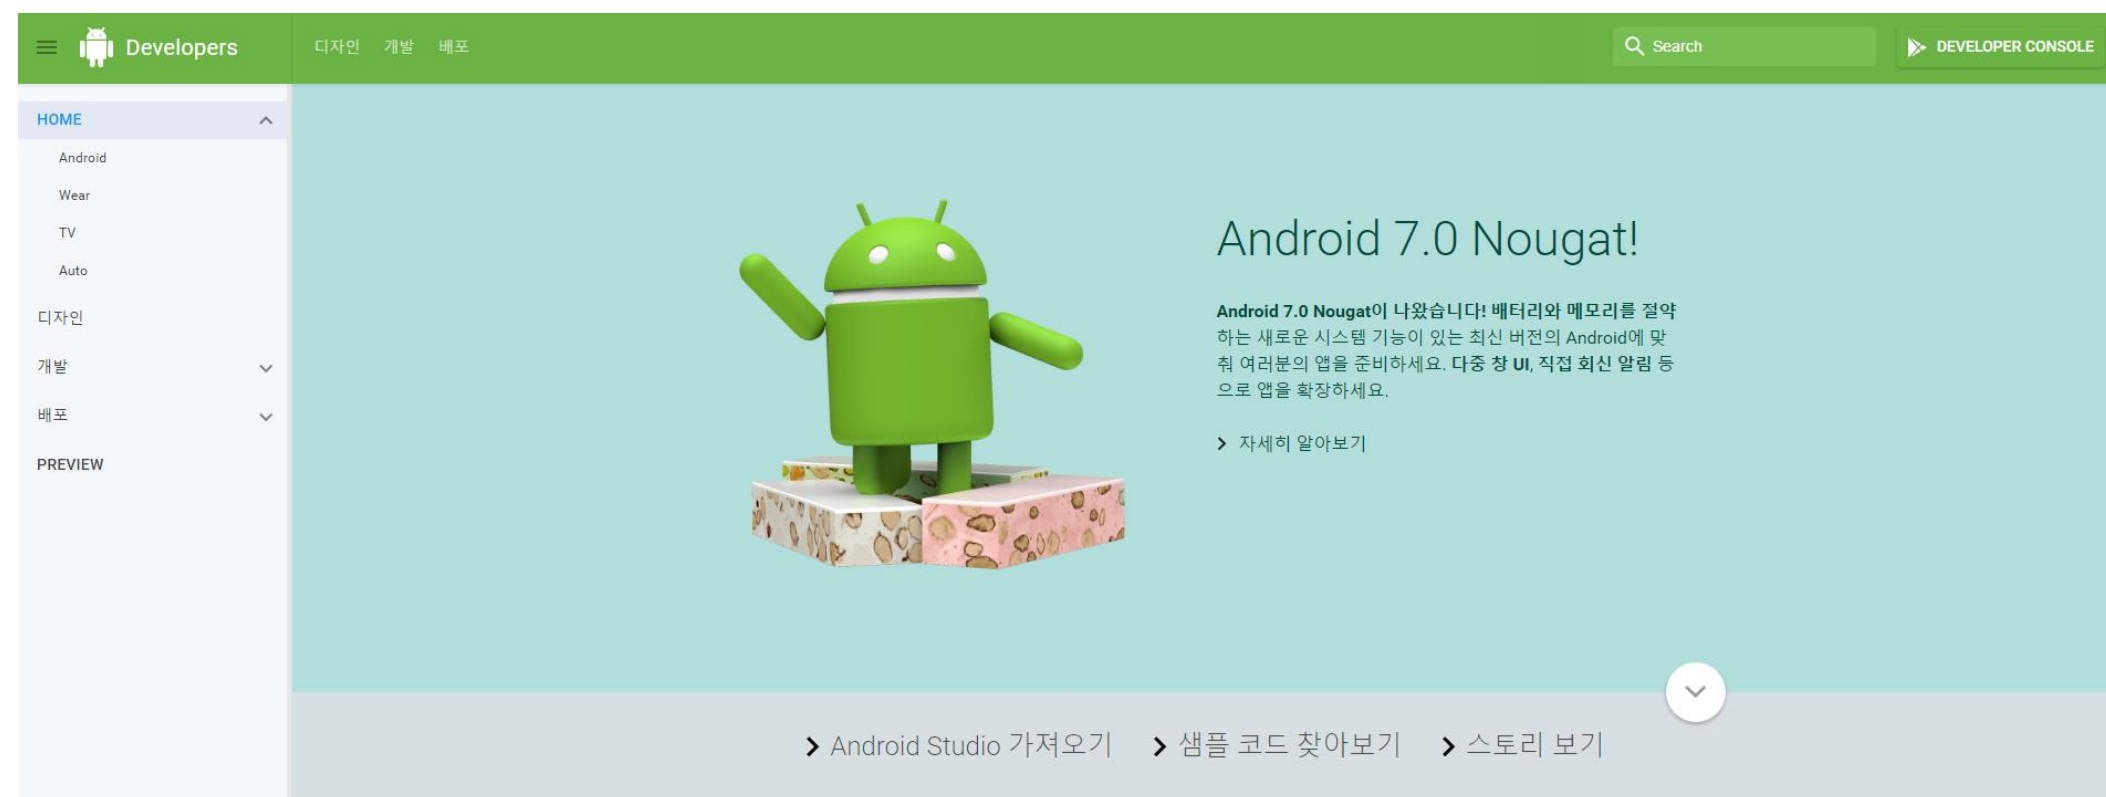 Developers
디자인 개발 배포
Search
DEVELOPER CONSOLE
HOME
Android
Wear
TV
Auto
디자인
개발
배포
PREVIEW
Android 7.0 Nougat!
Android 7.0 Nougat이 나왔습니다! 배터리와 메모리를 절약
하는 새로운 시스템 기능이 있는 최신 버전의 Android에 맞
춰 여러분의 앱을 준비하세요. 다중 창 UI, 직접 회신 알림 등
으로 앱을 확장하세요.
자세히 알아보기
Android Studio 가져오기
샘플 코드 찾아보기
스토리 보기